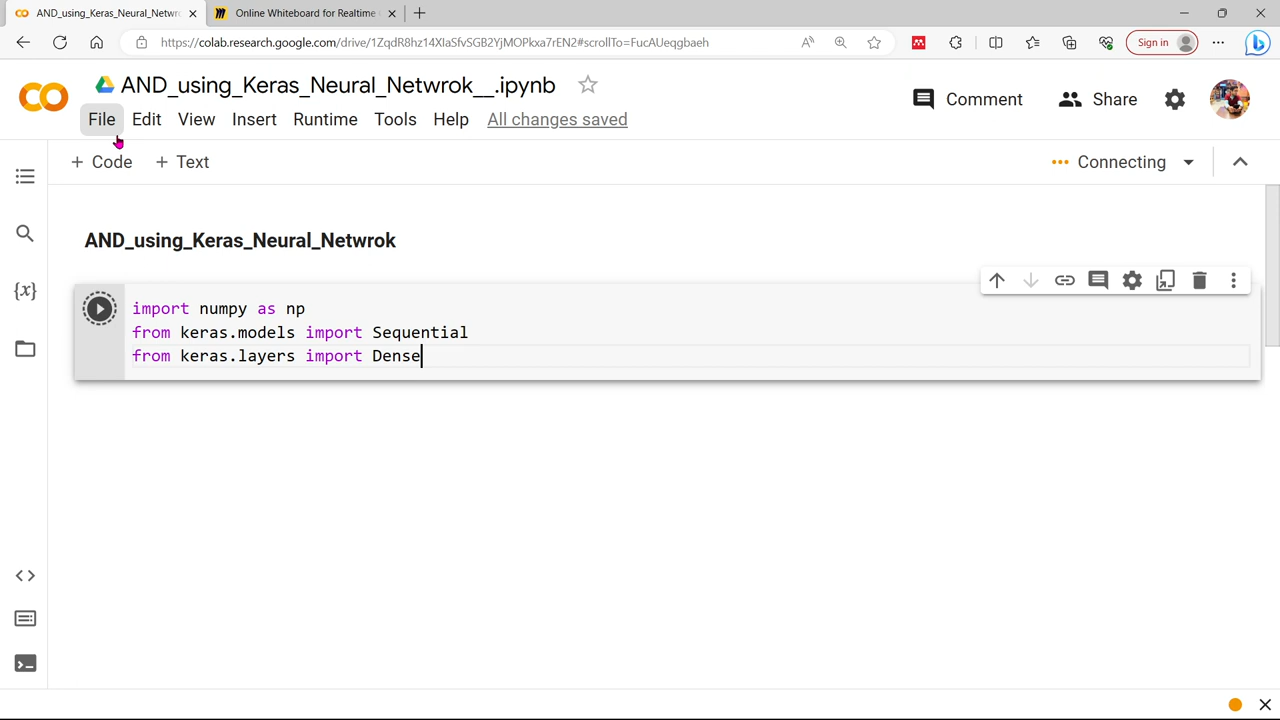 AND_using_Keras_Neural_Netwrc
Online Whiteboard for Realtime
https://colab.research.google.com/drive/1ZqdR8hz14XIaSfvSGB2YjMOPkxa7rEN2#scrollTo=FucAUeqgbaeh
Sign in
AND_using_Keras_Neural_Netwrok__.ipynb
Comment
Share
File Edit View Insert Runtime Tools Help All changes saved
+ Code + Text
Connecting
AND_using_Keras_Neural_Netwrok
import numpy as np
from keras.models import Sequential
from keras.layers import Dense